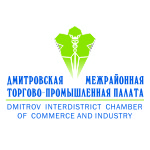 ДМИТРОВСКАЯ МЕЖРАЙОННАЯ
ТОРГОВО-ПРОМЫШЛЕННАЯ ПАЛАТА
DMITROV INTERDISTRICT CHAMBER
OF COMMERCE AND INDUSTRY